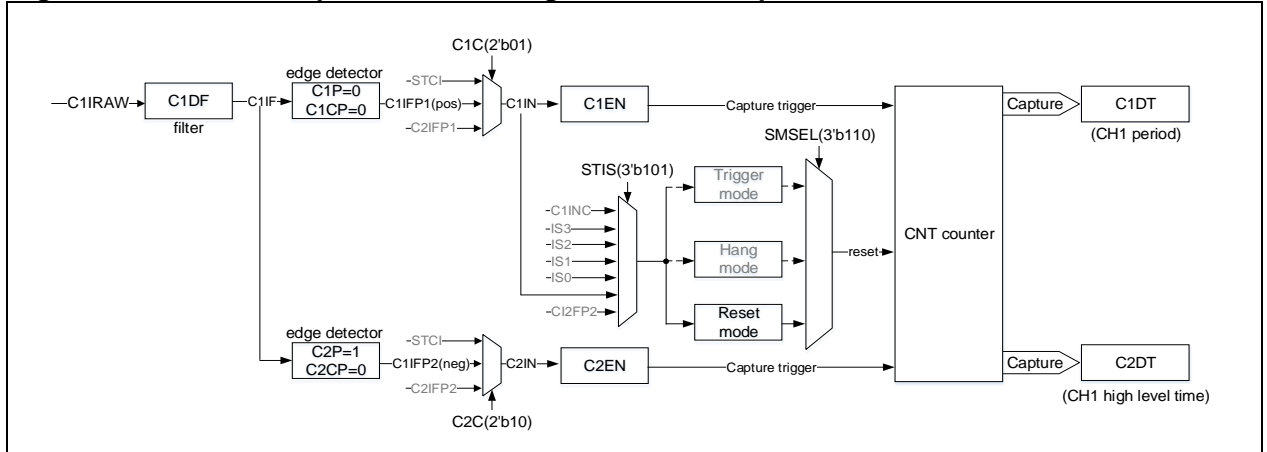 C1C(2'b01)
edge detector
C1P=0
C1CP=0
STCI
C1IRAW
C1DF
filter
C1IF
C1IFP1(pos)
C2IFP1
C1IN
C1EN
Capture trigger
Capture
C1DT
(CH1 period)
SMSEL(3'b110)
STIS(3'b101)
C1INC
IS3
IS2
IS1
IS0
CI2FP2
Trigger
mode
Hang
mode
Reset
mode
reset
CNT counter
edge detector
C2P=1
C2CP=0
STCI
C1IFP2(neg)
C2IFP2
C2IN
C2EN
Capture trigger
Capture
C2DT
(CH1 high level time)
C2C(2'b10)